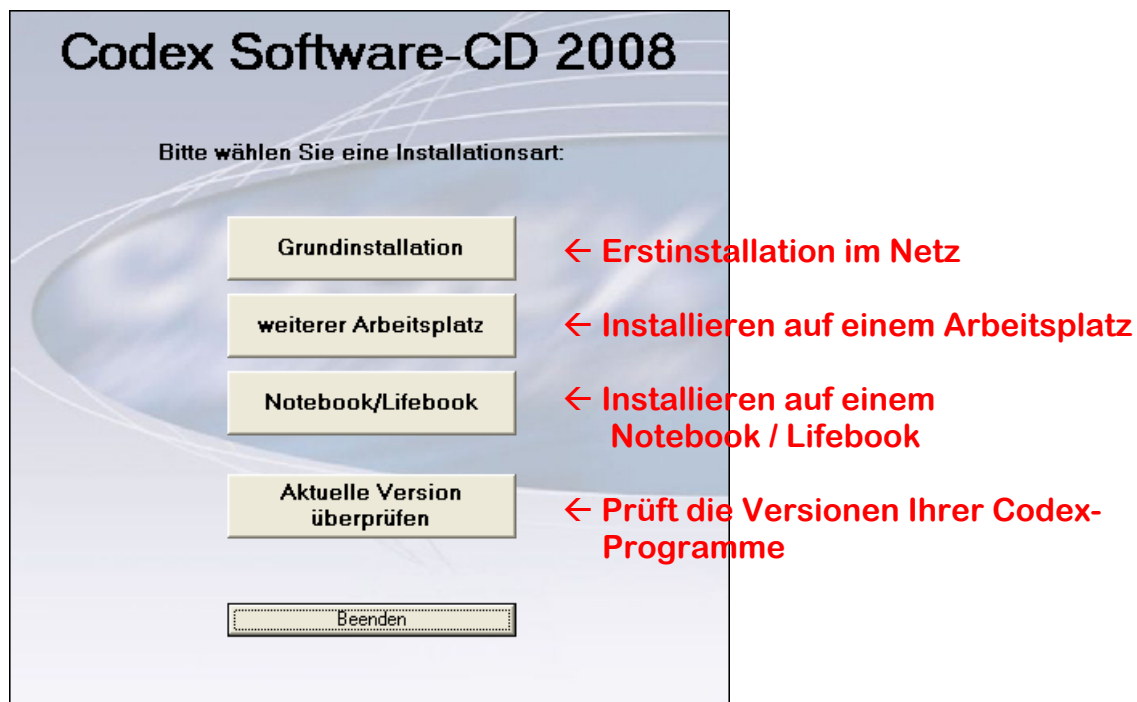 Codex Software-CD 2008
Bitte wählen Sie eine Installationsart:
Grundinstallation
← Erstinstallation im Netz
weiterer Arbeitsplatz
← Installieren auf einem Arbeitsplatz
Notebook/Lifebook
← Installieren auf einem
Notebook / Lifebook
Aktuelle Version
überprüfen
← Prüft die Versionen Ihrer Codex-
Programme
Beenden